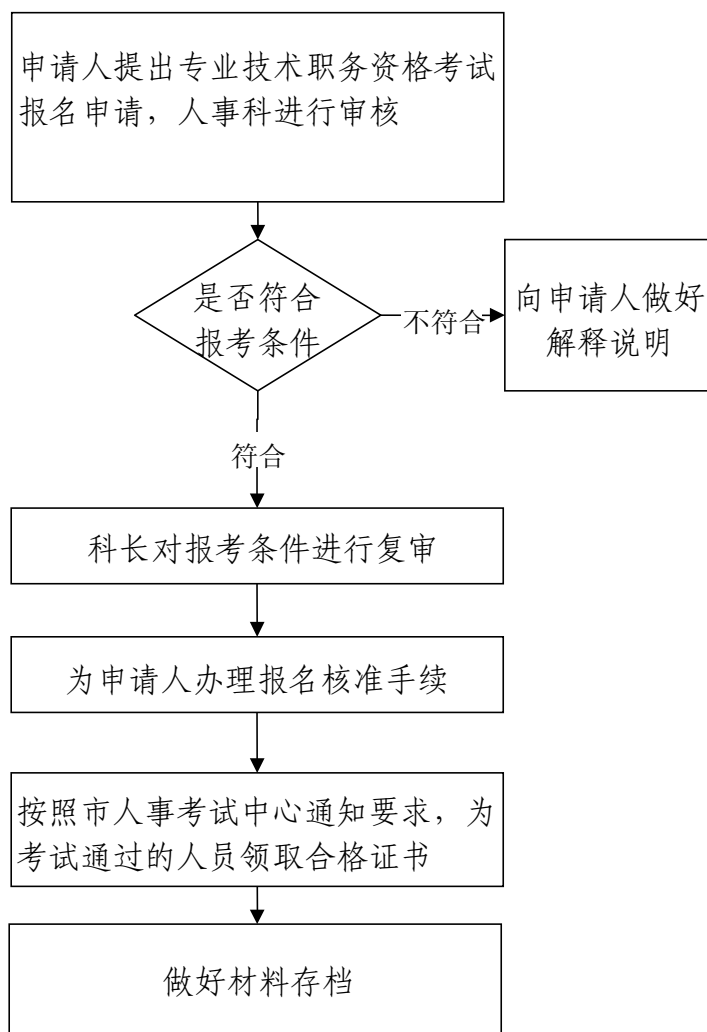 申请人提出专业技术职务资格考试
报名申请，人事科进行审核
是否符合
报考条件
不符合
向申请人做好
解释说明
符合
科长对报考条件进行复审
为申请人办理报名核准手续
按照市人事考试中心通知要求，为
考试通过的人员领取合格证书
做好材料存档